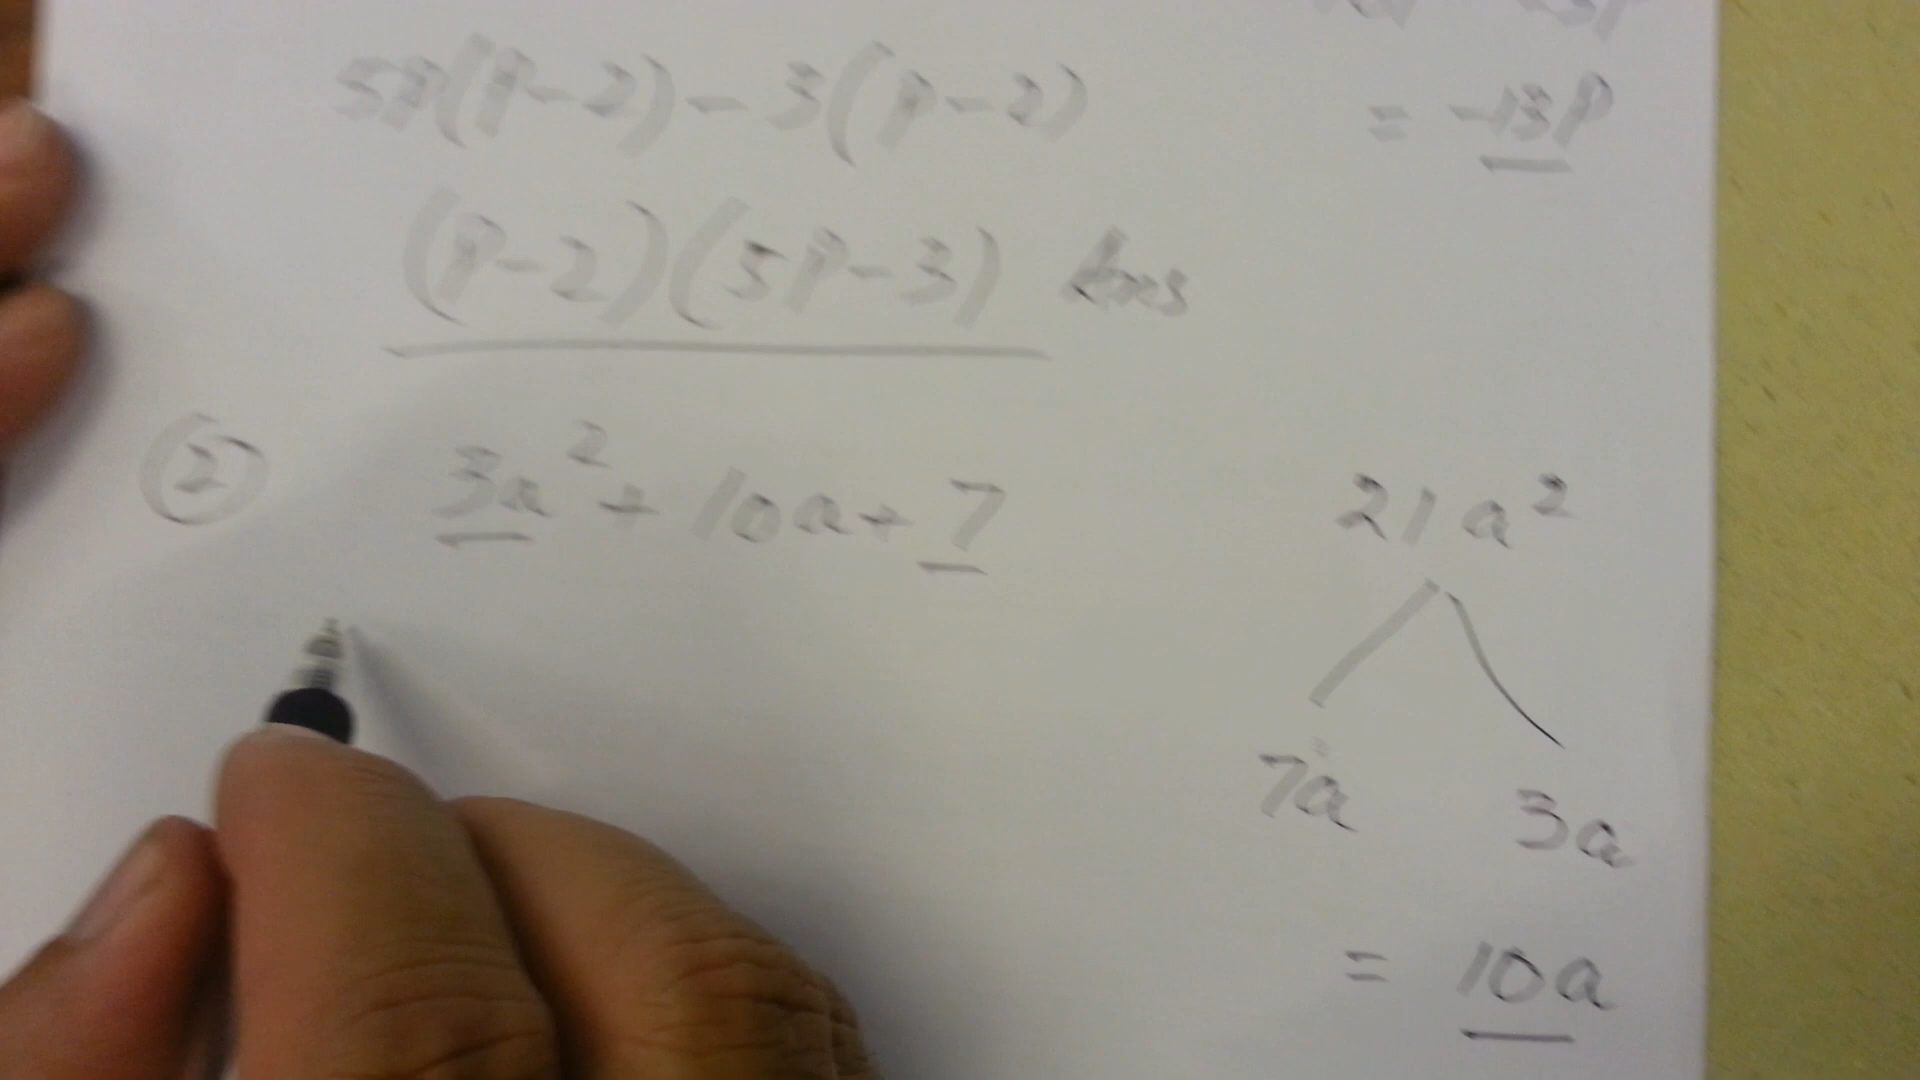 5P(P-2)-3(P-2)
= -13P
(P-2)(5P-3) Ans
② 3a² + 10a + 7
21a²
7a 3a
= 10a